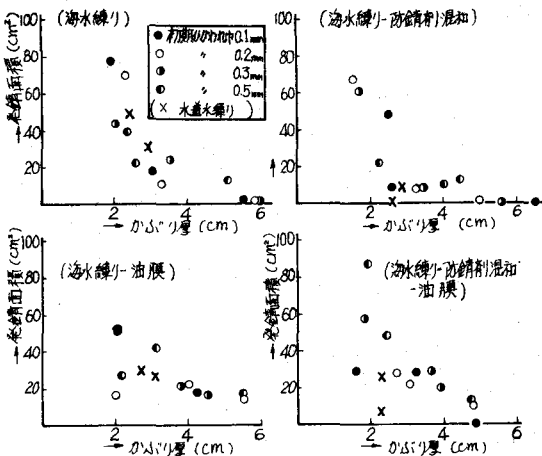 (海水練り)
● 初期ひびわれ巾 0.1mm
○ 〃 0.2mm
◑ 〃 0.3mm
◐ 〃 0.5mm
(× 水道水練り)
→発錆面積(cm²)
100
80
60
40
20
0 2 4 6
→かぶり厚(cm)
(海水練り-防錆剤混和)
→
100
80
60
40
20
0 2 4 6
→かぶり厚(cm)
(海水練り-油膜)
→発錆面積(cm²)
100
80
60
40
20
0 2 4 6
→かぶり厚(cm)
(海水練り-防錆剤混和
-油膜)
→発錆面積(cm²)
100
80
60
40
20
0 2 4 6
→かぶり厚(cm)